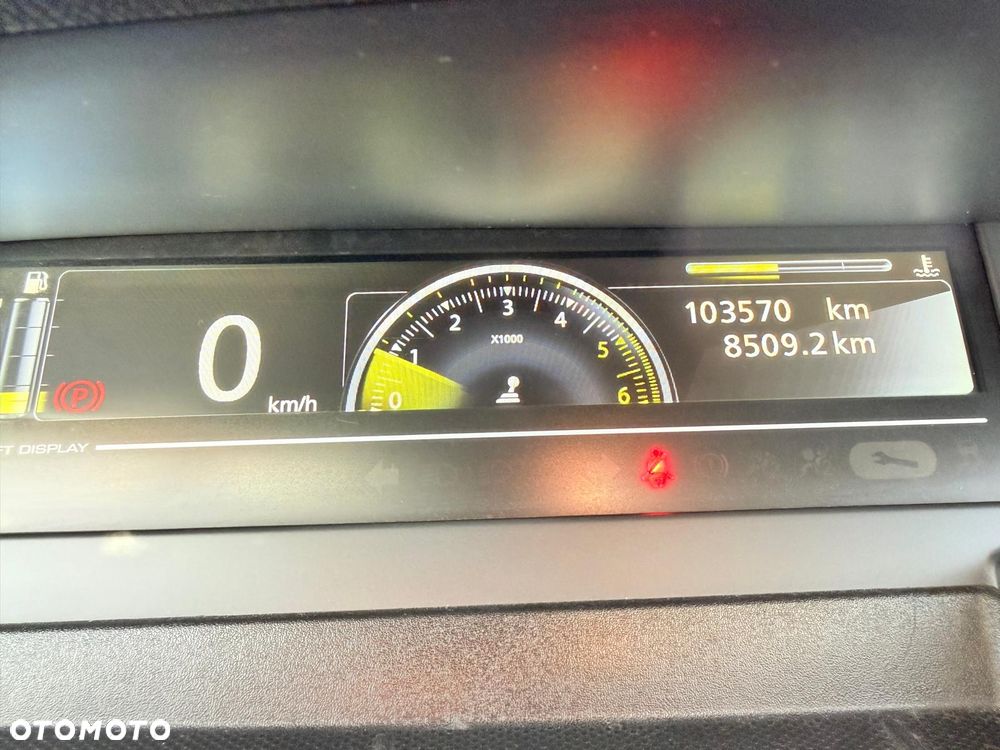 0
km/h
P
0 1 2 3 4 5 6
X1000
103570 km
8509.2 km
FT DISPLAY
OTOMOTO